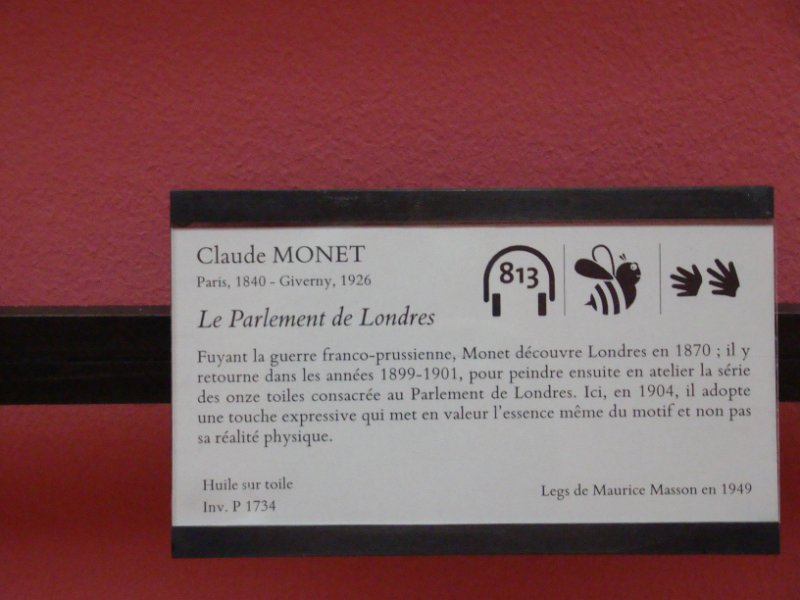 Claude MONET
813
Paris, 1840 - Giverny, 1926
Le Parlement de Londres
Fuyant la guerre franco-prussienne, Monet découvre Londres en 1870 ; il y
retourne dans les années 1899-1901, pour peindre ensuite en atelier la série
des onze toiles consacrée au Parlement de Londres. Ici, en 1904, il adopte
une touche expressive qui met en valeur l'essence même du motif et non pas
sa réalité physique.
Huile sur toile
Inv. P 1734
Legs de Maurice Masson en 1949